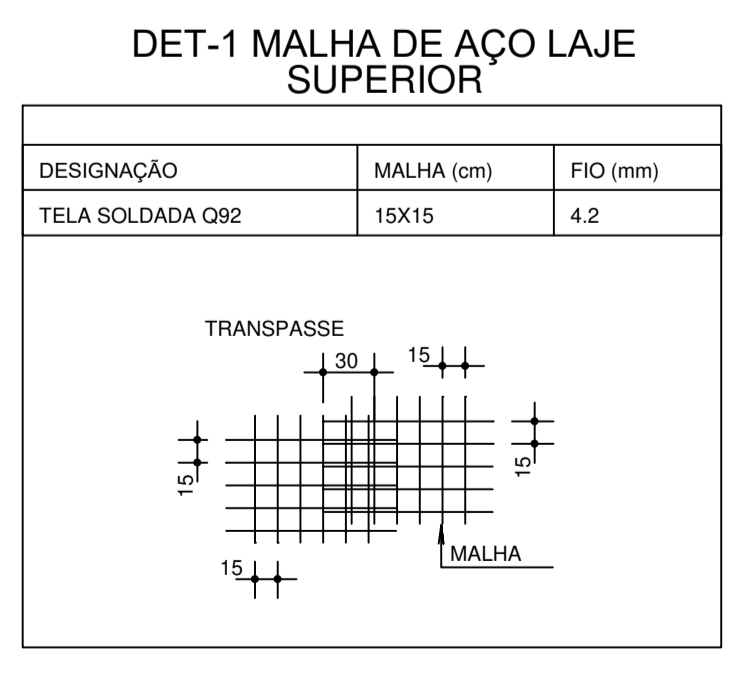 DET-1 MALHA DE AÇO LAJE
SUPERIOR
DESIGNAÇÃO MALHA (cm) FIO (mm)
TELA SOLDADA Q92 15X15 4.2
TRANSPASSE
30
15
15
15
15
MALHA